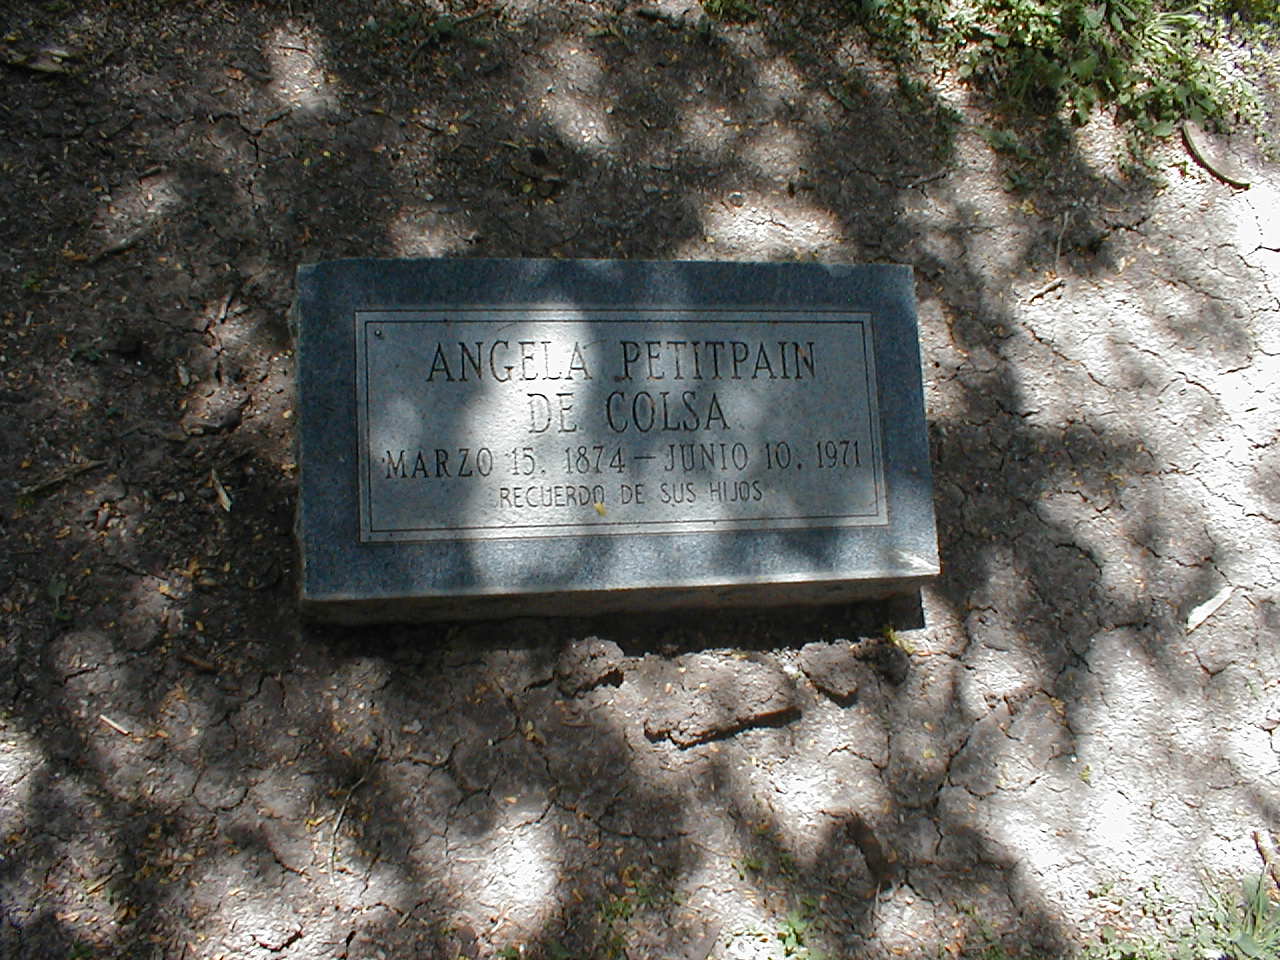 ANGELA PETITPAIN
DE COLSA
MARZO 15. 1874 – JUNIO 10. 1971
RECUERDO DE SUS HIJOS